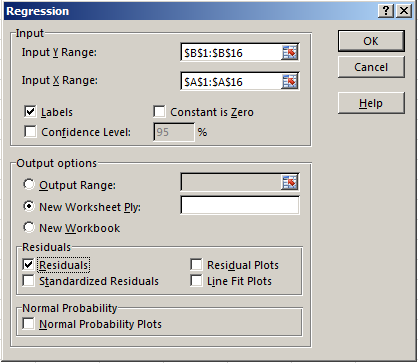 Regression
Input
Input Y Range: $B$1:$B$16
Input X Range: $A$1:$A$16
Labels Constant is Zero
Confidence Level: 95 %
OK
Cancel
Help
Output options
Output Range:
New Worksheet Ply:
New Workbook
Residuals
Residuals Residual Plots
Standardized Residuals Line Fit Plots
Normal Probability
Normal Probability Plots